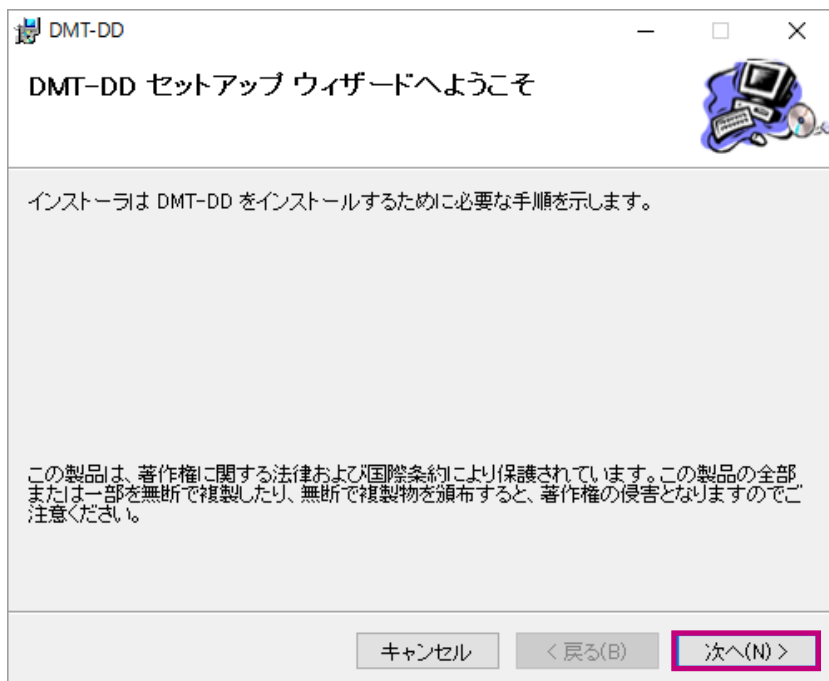 DMT-DD
DMT-DD セットアップ ウィザードへようこそ
インストーラは DMT-DD をインストールするために必要な手順を示します。
この製品は、著作権に関する法律および国際条約により保護されています。この製品の全部
または一部を無断で複製したり、無断で複製物を頒布すると、著作権の侵害となりますのでご
注意ください。
キャンセル
< 戻る(B)
次へ(N) >